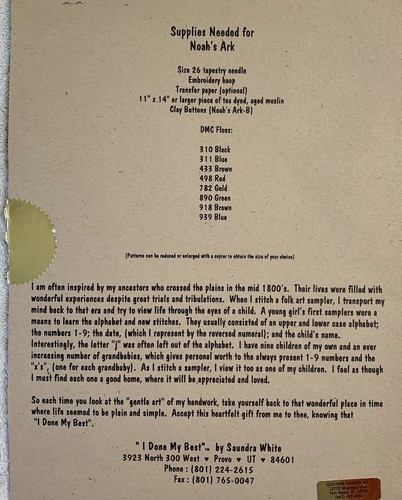 Supplies Needed for
Noah's Ark
Size 26 tapestry needle
Embroidery hoop
Transfer paper (optional)
11" x 14" or larger piece of tea dyed, aged muslin
Clay Buttons (Noah's Ark-B)
DMC Floss:
310 Black
311 Blue
433 Brown
498 Red
782 Gold
890 Green
918 Brown
939 Blue
(Patterns can be reduced or enlarged with a copier to obtain the size of your choice)
I am often inspired by my ancestors who crossed the plains in the mid 1800's. Their lives were filled with
wonderful experiences despite great trials and tribulations. When I stitch a folk art sampler, I transport my
mind back to that era and try to view life through the eyes of a child. A young girl's first samplers were a
means to learn the alphabet and new stitches. They usually consisted of an upper and lower case alphabet;
the numbers 1-9; the date, (which I represent by the reversed numeral); and the child's name.
Interestingly, the letter "j" was often left out of the alphabet. I have nine children of my own and an ever
increasing number of grandbabies, which gives personal worth to the always present 1-9 numbers and the
"x's", (one for each grandbaby). As I stitch a sampler, I view it too as one of my children. I feel as though
I must find each one a good home, where it will be appreciated and loved.
So each time you look at the "gentle art" of my handwork, take yourself back to that wonderful place in time
where life seemed to be plain and simple. Accept this heartfelt gift from me to thee, knowing that
"I Done My Best".
" I Done My Best"™ by Saundra White
3923 North 300 West ♥ Provo ♥ UT ♥ 84601
Phone : (801) 224-2615
Fax : (801) 765-0047